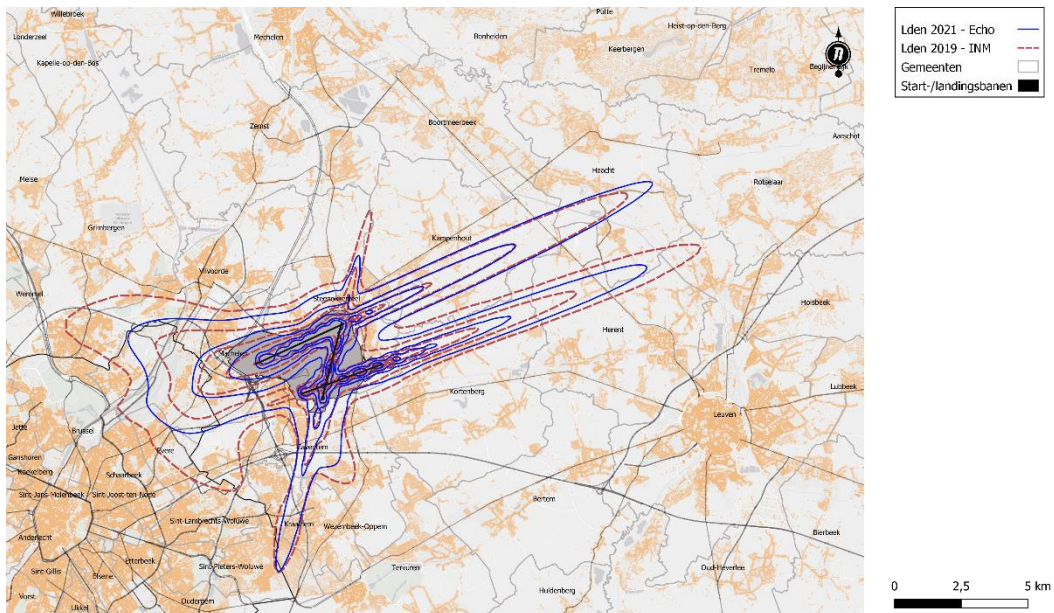 Willebroek
Putte
Heist-op-den-Berg
Londerzeel
Mechelen
Bonheiden
Keerbergen
Kapelle-op-den-Bos
Tremelo
Begijnendijk
Zemst
Boortmeerbeek
Aarschot
Meise
Haacht
Rotselaar
Grimbergen
Kampenhout
Vilvoorde
Wemmel
Steenokkerzeel
Holsbeek
Herent
Machelen
Kortenberg
Lubbeek
Leuven
Jette
Brussel
Evere
Zaventem
Ganshoren
Koekelberg
Schaarbeek
Sint-Jans-Molenbeek
Sint-Joost-ten-Node
Bertem
Sint-Lambrechts-Woluwe
Kraainem
Wezembeek-Oppem
Bierbeek
Anderlecht
Etterbeek
Sint-Pieters-Woluwe
Tervuren
Oud-Heverlee
Sint-Gillis
Elsene
Huldenberg
Vorst
Ukkel
Oudergem
Lden 2021 - Echo
Lden 2019 - INM
Gemeenten
Start-/landingsbanen
0 2,5 5 km